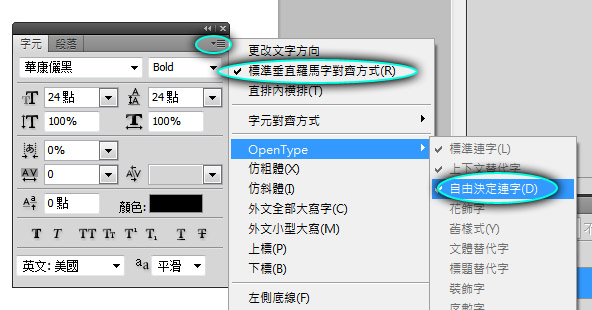 字元 段落
華康儷黑 Bold
24 點 24 點
100% 100%
0%
0
0 點 顏色:
T T TT Tт T¹ T₁ T T
英文: 美國 aa 平滑
更改文字方向
標準垂直羅馬字對齊方式(R)
直排內橫排(T)
字元對齊方式
OpenType
仿粗體(X)
仿斜體(I)
外文全部大寫字(C)
外文小型大寫(M)
上標(P)
下標(B)
左側底線(F)
標準連字(L)
上下文替代字
自由決定連字(D)
花飾字
舊樣式(Y)
文體替代字
標題替代字
裝飾字
序數字